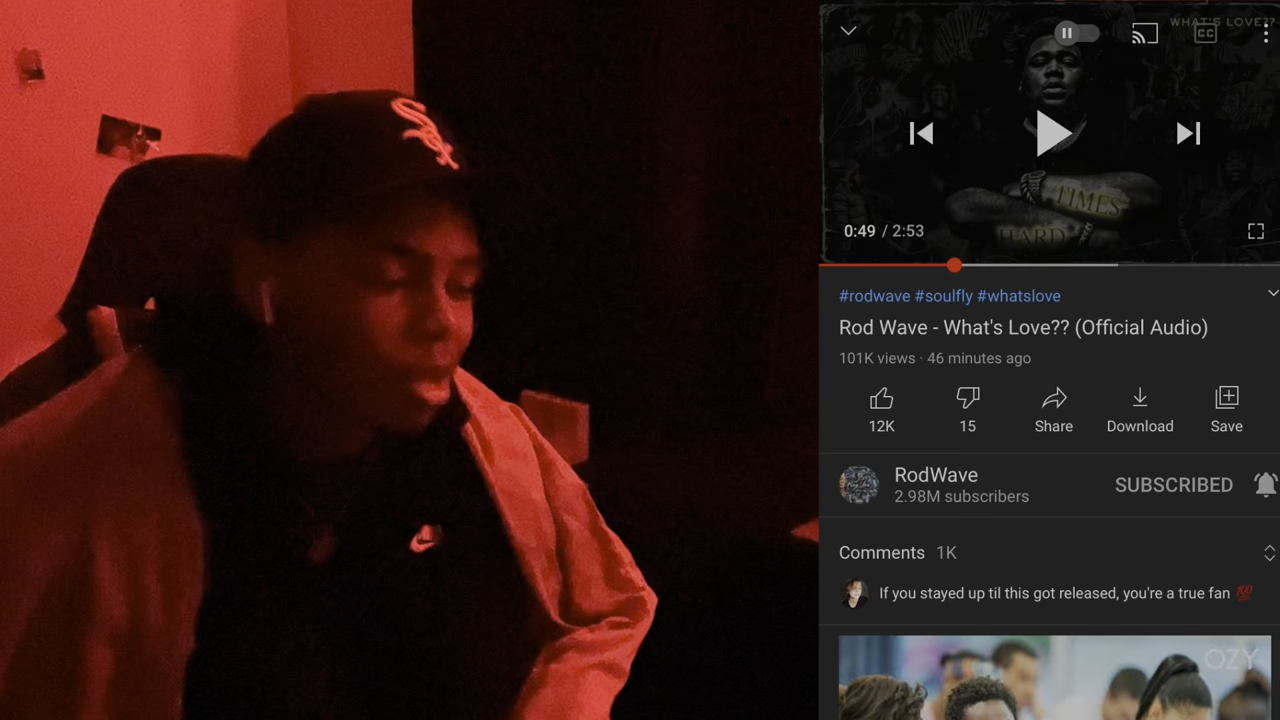 Sox
WHAT'S LOVE??
CC
TIMES
HARD
0:49 / 2:53
#rodwave #soulfly #whatslove
Rod Wave - What's Love?? (Official Audio)
101K views · 46 minutes ago
12K
15
Share
Download
Save
RodWave
2.98M subscribers
SUBSCRIBED
Comments 1K
If you stayed up til this got released, you're a true fan 💯
OZY